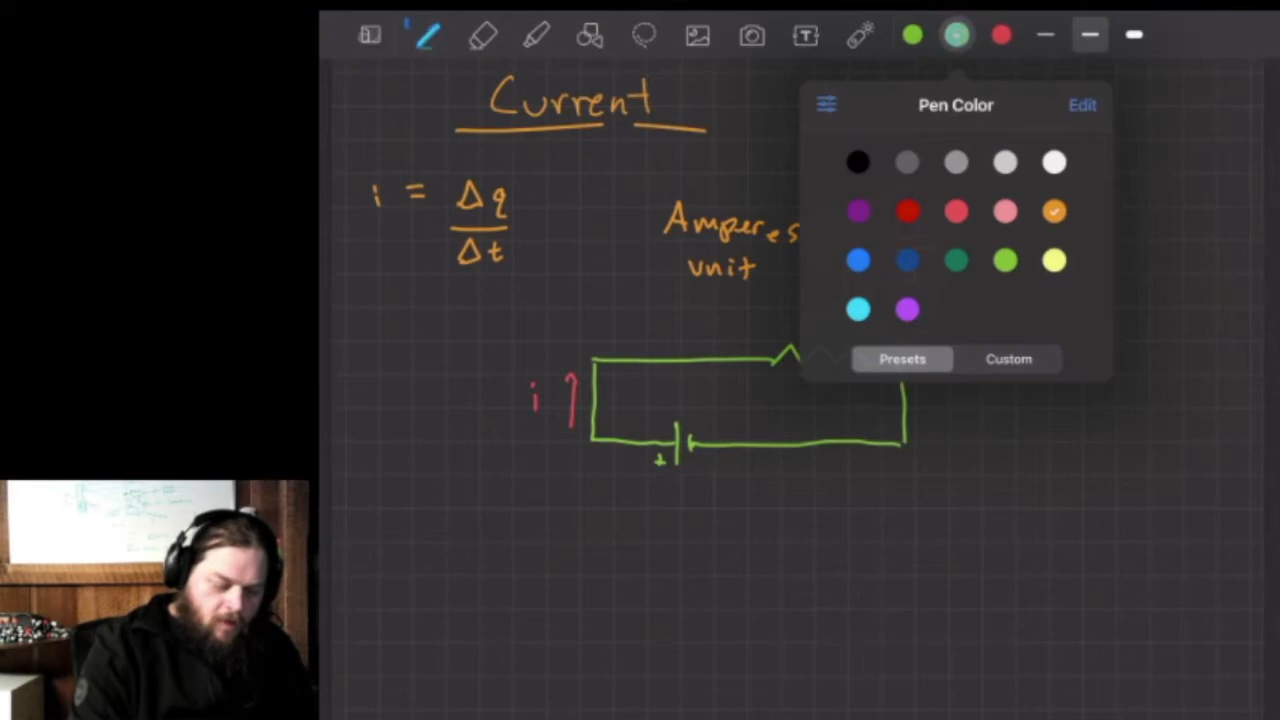 Current
Pen Color
Edit
i = Δq
Δt
Amperes
unit
i
+
Presets
Custom